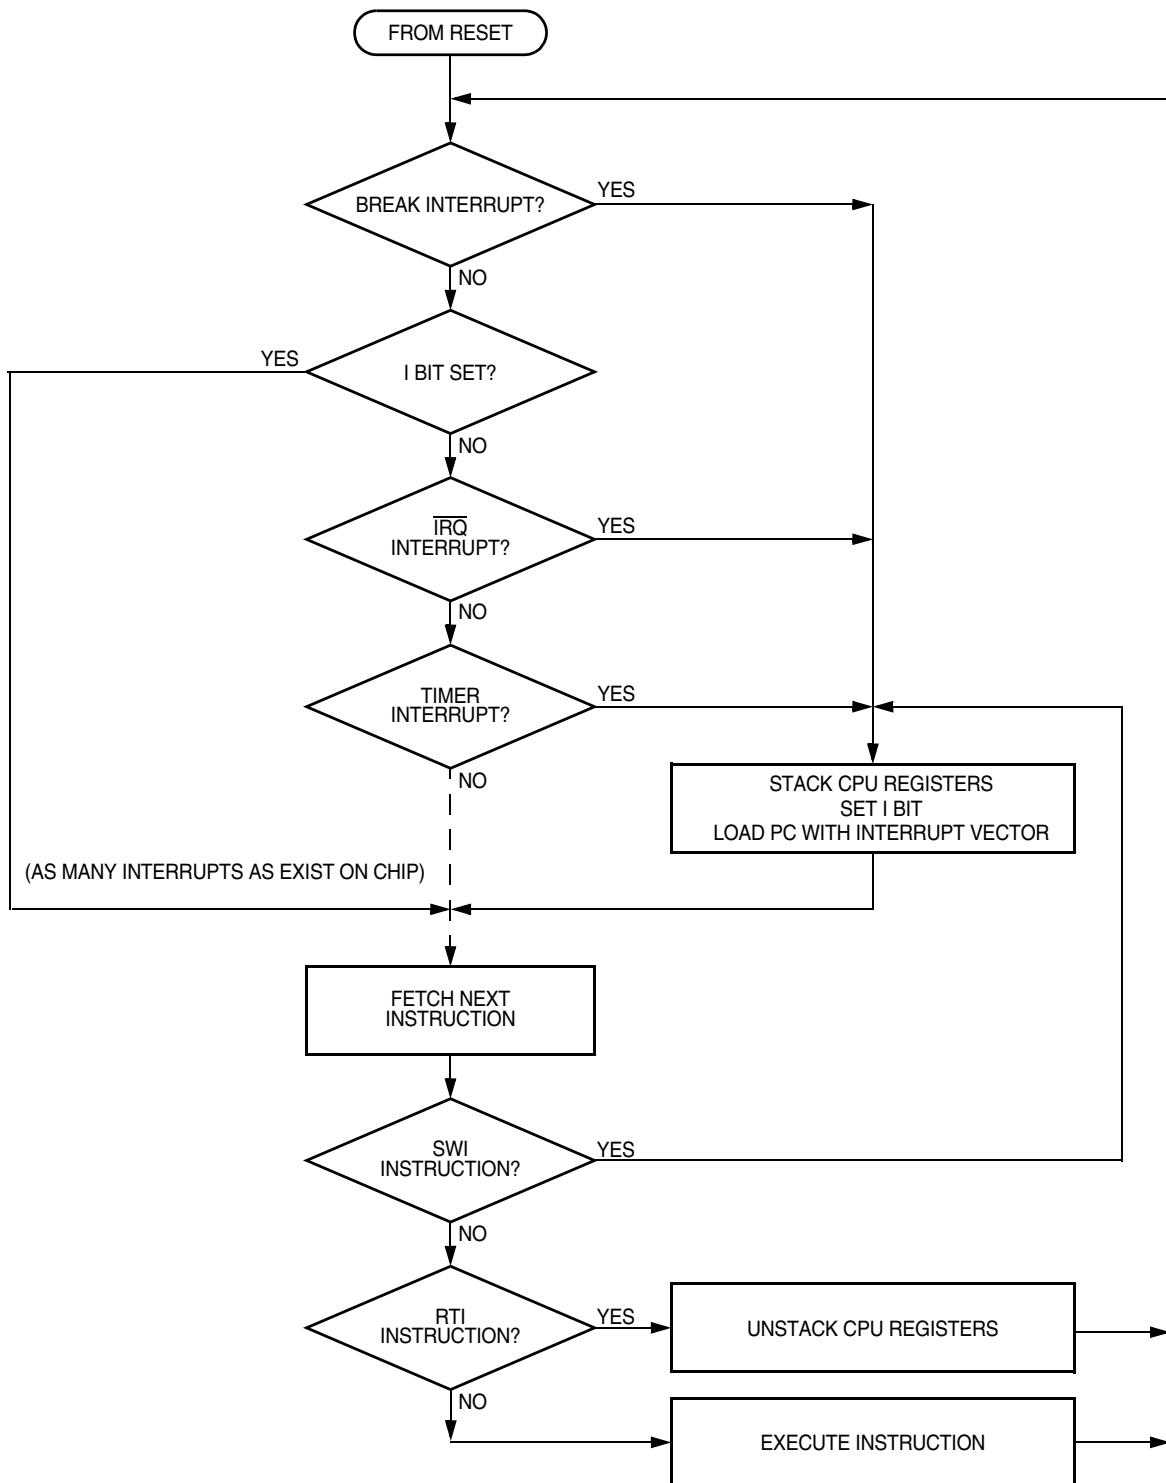 FROM RESET
BREAK INTERRUPT?
YES
NO
YES
I BIT SET?
NO
IRQ
INTERRUPT?
YES
NO
TIMER
INTERRUPT?
YES
NO
STACK CPU REGISTERS
SET I BIT
LOAD PC WITH INTERRUPT VECTOR
(AS MANY INTERRUPTS AS EXIST ON CHIP)
FETCH NEXT
INSTRUCTION
SWI
INSTRUCTION?
YES
NO
RTI
INSTRUCTION?
YES
UNSTACK CPU REGISTERS
NO
EXECUTE INSTRUCTION